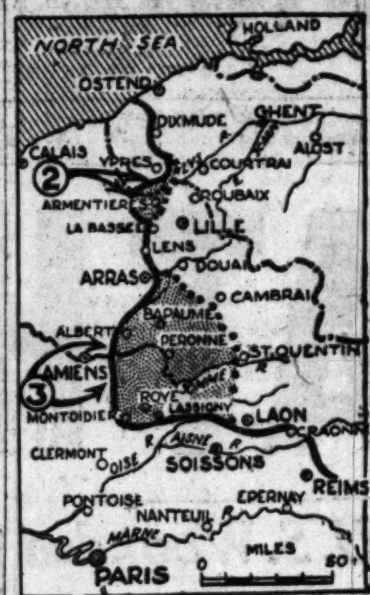 HOLLAND
NORTH SEA
OSTEND
DIXMUDE
GHENT
R.
CALAIS
YPRES
LYS
COURTRAI
ALOST
2
ROUBAIX
ARMENTIERES
LILLE
LA BASSEE
LENS
DOUAI
ARRAS
CAMBRAI
BAPAUME
ALBERT
PERONNE
ST. QUENTIN
AMIENS
SOMME R.
3
ROYE
LASSIGNY
MONTDIDIER
LAON
CRAONNE
R. AISNE R.
CLERMONT
OISE
SOISSONS
REIMS
PONTOISE
EPERNAY
NANTEUIL
R.
MARNE
MILES
PARIS
0 60